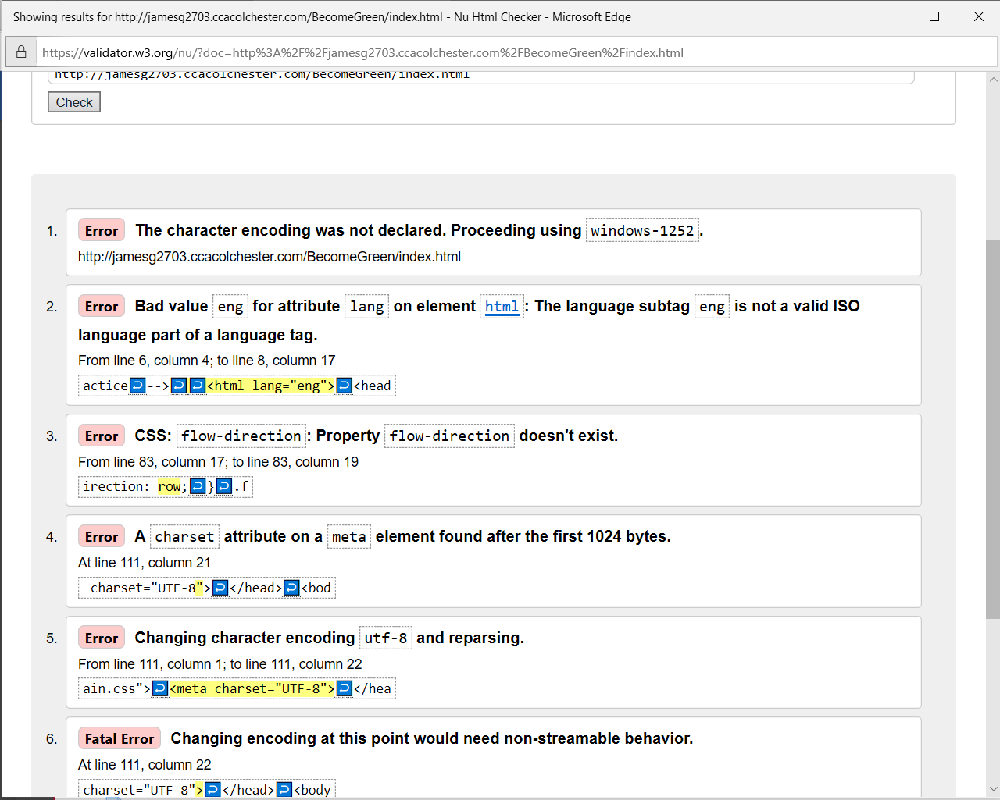 Showing results for http://jamesg2703.ccacolchester.com/BecomeGreen/index.html - Nu Html Checker - Microsoft Edge
https://validator.w3.org/nu/?doc=http%3A%2F%2Fjamesg2703.ccacolchester.com%2FBecomeGreen%2Findex.html
http://jamesg2703.ccacolchester.com/BecomeGreen/index.html
Check
1. Error The character encoding was not declared. Proceeding using windows-1252.
http://jamesg2703.ccacolchester.com/BecomeGreen/index.html
2. Error Bad value eng for attribute lang on element html: The language subtag eng is not a valid ISO
language part of a language tag.
From line 6, column 4; to line 8, column 17
actice↩-->↩↩<html lang="eng">↩<head
3. Error CSS: flow-direction: Property flow-direction doesn't exist.
From line 83, column 17; to line 83, column 19
irection: row;↩}↩.f
4. Error A charset attribute on a meta element found after the first 1024 bytes.
At line 111, column 21
charset="UTF-8">↩</head>↩<bod
5. Error Changing character encoding utf-8 and reparsing.
From line 111, column 1; to line 111, column 22
ain.css">↩<meta charset="UTF-8">↩</hea
6. Fatal Error Changing encoding at this point would need non-streamable behavior.
At line 111, column 22
charset="UTF-8">↩</head>↩<body